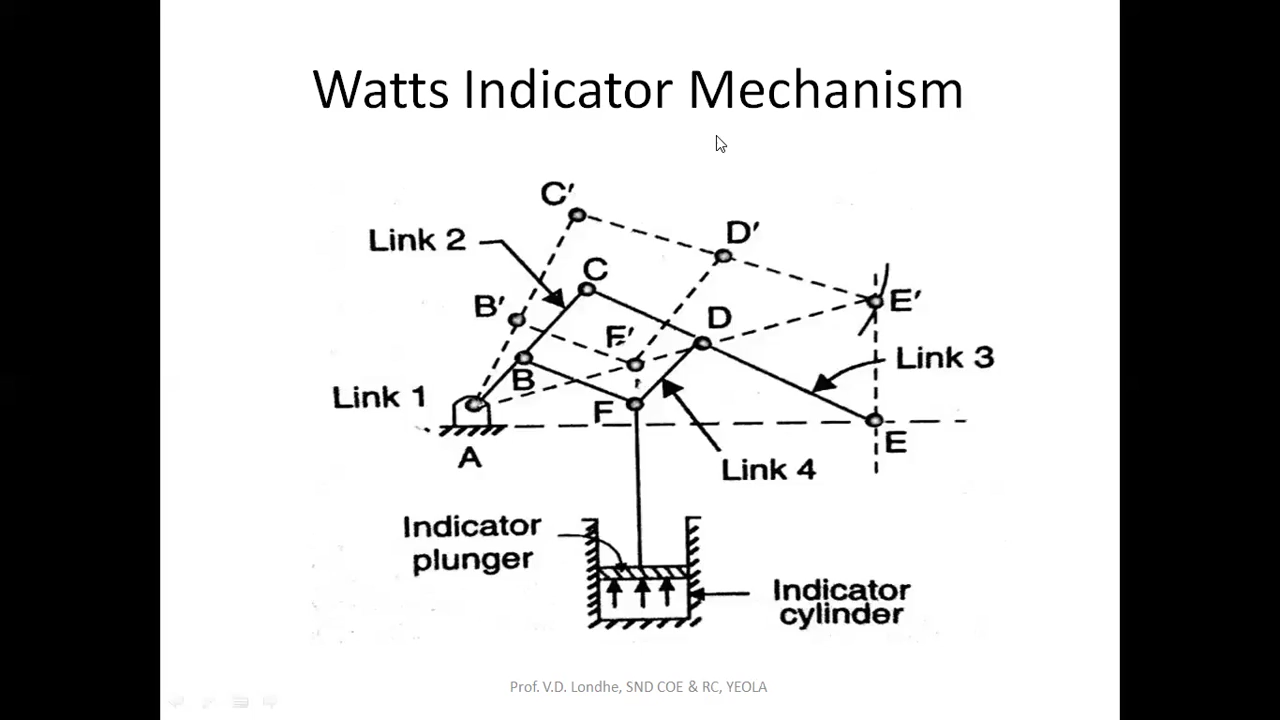 Watts Indicator Mechanism
C'
D'
Link 2
C
B'
E'
D
F'
Link 3
B
Link 1
F
E
A
Link 4
Indicator
plunger
Indicator
cylinder
Prof. V.D. Londhe, SND COE & RC, YEOLA